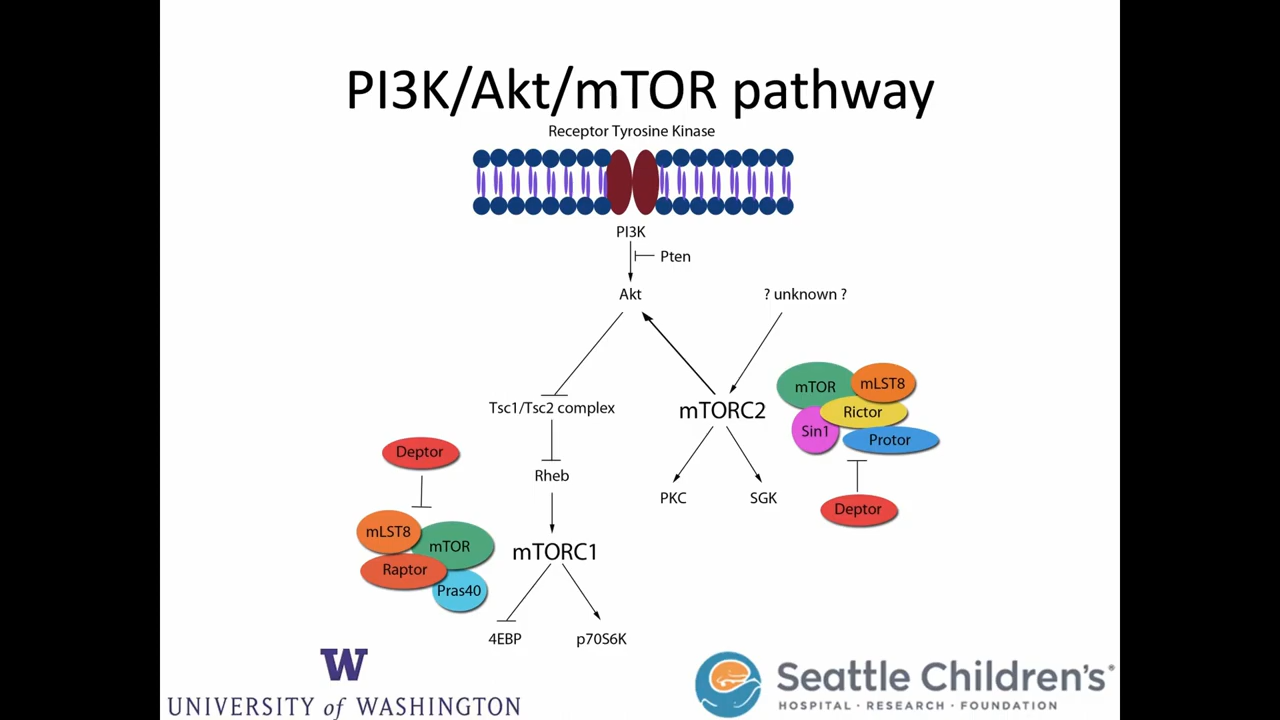 PI3K/Akt/mTOR pathway
Receptor Tyrosine Kinase
PI3K
Pten
Akt
? unknown ?
mTOR
mLST8
Rictor
Sin1
Protor
mTORC2
Tsc1/Tsc2 complex
Deptor
Rheb
PKC
SGK
Deptor
mLST8
mTOR
Raptor
Pras40
mTORC1
4EBP
p70S6K
W
UNIVERSITY of WASHINGTON
Seattle Children's®
HOSPITAL · RESEARCH · FOUNDATION